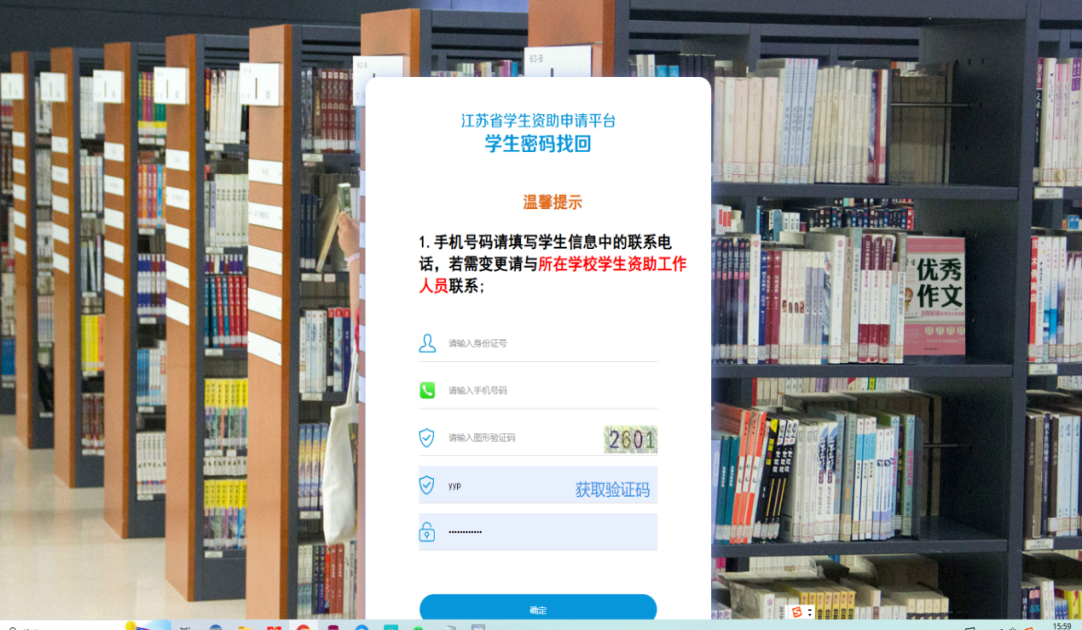 63-B
江苏省学生资助申请平台
学生密码找回
温馨提示
1. 手机号码请填写学生信息中的联系电
话，若需变更请与所在学校学生资助工作
人员联系；
请输入身份证号
请输入手机号码
请输入图形验证码
2601
yyp
获取验证码
••••••••••••
确定
优秀
作文
15:59